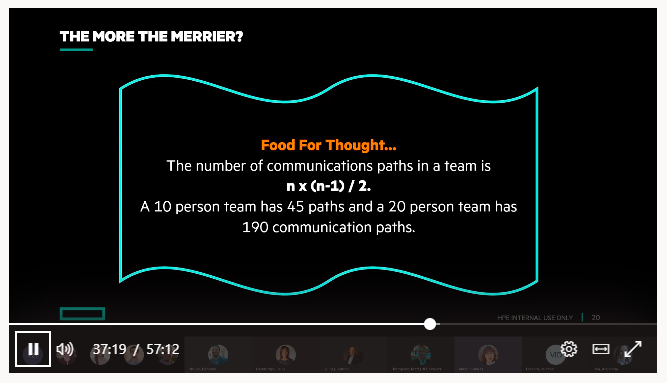 THE MORE THE MERRIER?
Food For Thought...
The number of communications paths in a team is
n x (n-1) / 2.
A 10 person team has 45 paths and a 20 person team has
190 communication paths.
HPE INTERNAL USE ONLY | 20
37:19 / 57:12